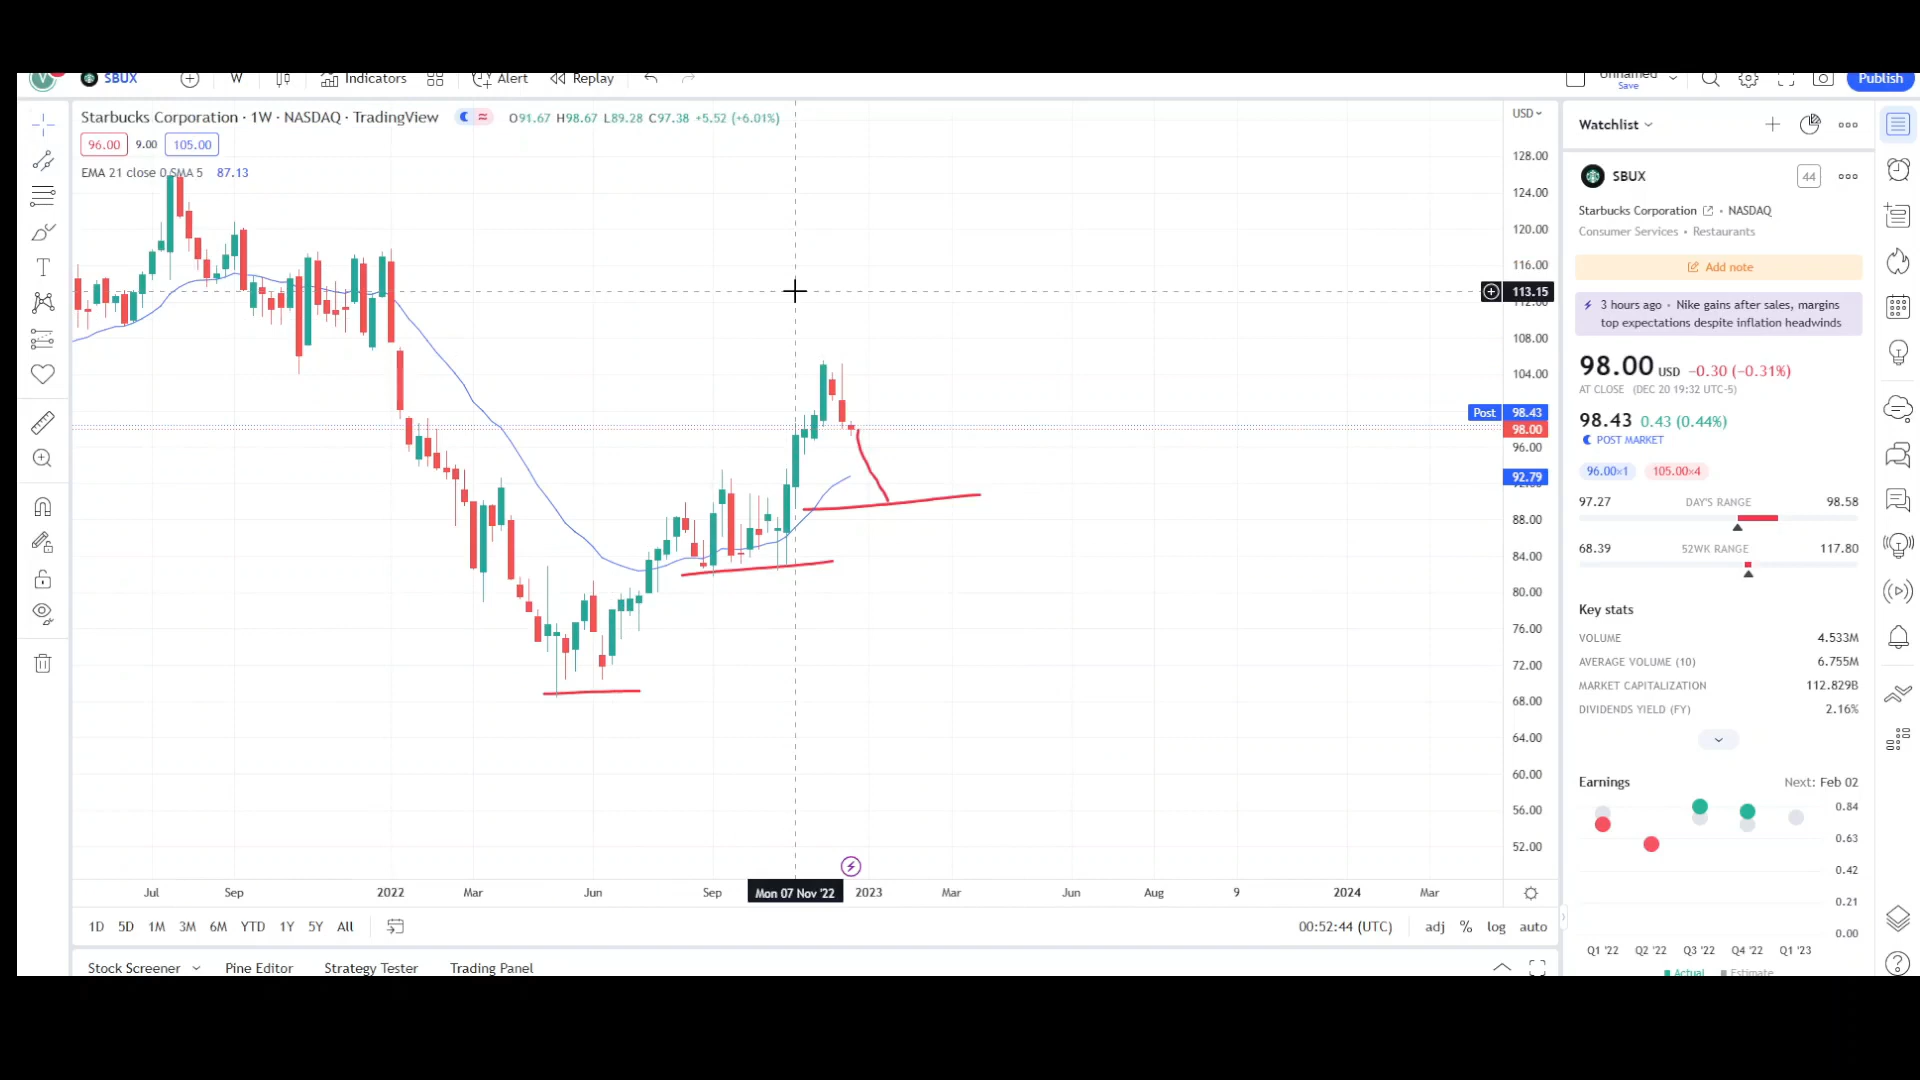 V SBUX W Indicators Alert Replay Unnamed Save Publish
Starbucks Corporation · 1W · NASDAQ · TradingView O91.67 H98.67 L89.28 C97.38 +5.52 (+6.01%)
96.00 9.00 105.00
EMA 21 close 0 SMA 5 87.13
USD
128.00
124.00
120.00
116.00
113.15
112.00
108.00
104.00
Post 98.43
98.00
96.00
92.79
88.00
84.00
80.00
76.00
72.00
68.00
64.00
60.00
56.00
52.00
Jul Sep 2022 Mar Jun Sep Mon 07 Nov '22 2023 Mar Jun Aug 9 2024 Mar
1D 5D 1M 3M 6M YTD 1Y 5Y All 00:52:44 (UTC) adj % log auto
Stock Screener Pine Editor Strategy Tester Trading Panel
Watchlist
SBUX 44
Starbucks Corporation • NASDAQ
Consumer Services • Restaurants
Add note
3 hours ago · Nike gains after sales, margins
top expectations despite inflation headwinds
98.00 USD −0.30 (−0.31%)
AT CLOSE (DEC 20 19:32 UTC-5)
98.43 0.43 (0.44%)
POST MARKET
96.00×1 105.00×4
97.27 DAY'S RANGE 98.58
68.39 52WK RANGE 117.80
Key stats
VOLUME 4.533M
AVERAGE VOLUME (10) 6.755M
MARKET CAPITALIZATION 112.829B
DIVIDENDS YIELD (FY) 2.16%
Earnings Next: Feb 02
0.84
0.63
0.42
0.21
0.00
Q1 '22 Q2 '22 Q3 '22 Q4 '22 Q1 '23
Actual Estimate